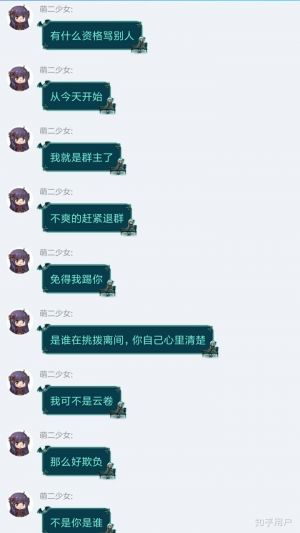 萌二少女:
有什么资格骂别人
萌二少女:
从今天开始
萌二少女:
我就是群主了
萌二少女:
不爽的赶紧退群
萌二少女:
免得我踢你
萌二少女:
是谁在挑拨离间，你自己心里清楚
萌二少女:
我可不是云卷
萌二少女:
那么好欺负
萌二少女:
不是你是谁
知乎用户